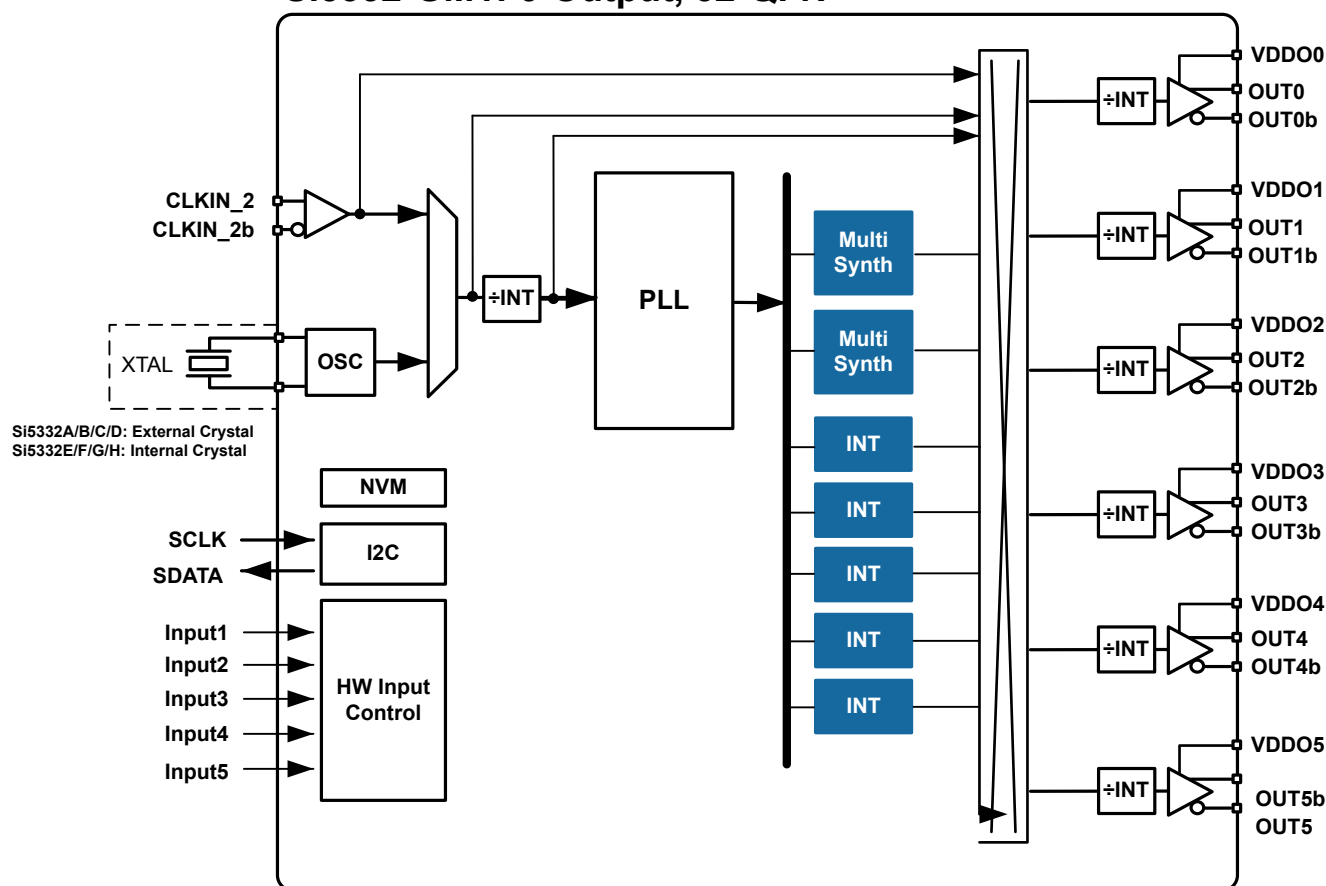 VDDO0
OUT0
OUT0b
÷INT
CLKIN_2
CLKIN_2b
VDDO1
OUT1
OUT1b
÷INT
Multi
Synth
÷INT
PLL
XTAL
OSC
Multi
Synth
VDDO2
OUT2
OUT2b
÷INT
Si5332A/B/C/D: External Crystal
Si5332E/F/G/H: Internal Crystal
INT
NVM
INT
VDDO3
OUT3
OUT3b
÷INT
SCLK
SDATA
I2C
INT
Input1
Input2
Input3
Input4
Input5
HW Input
Control
INT
INT
VDDO4
OUT4
OUT4b
÷INT
VDDO5
÷INT
OUT5b
OUT5